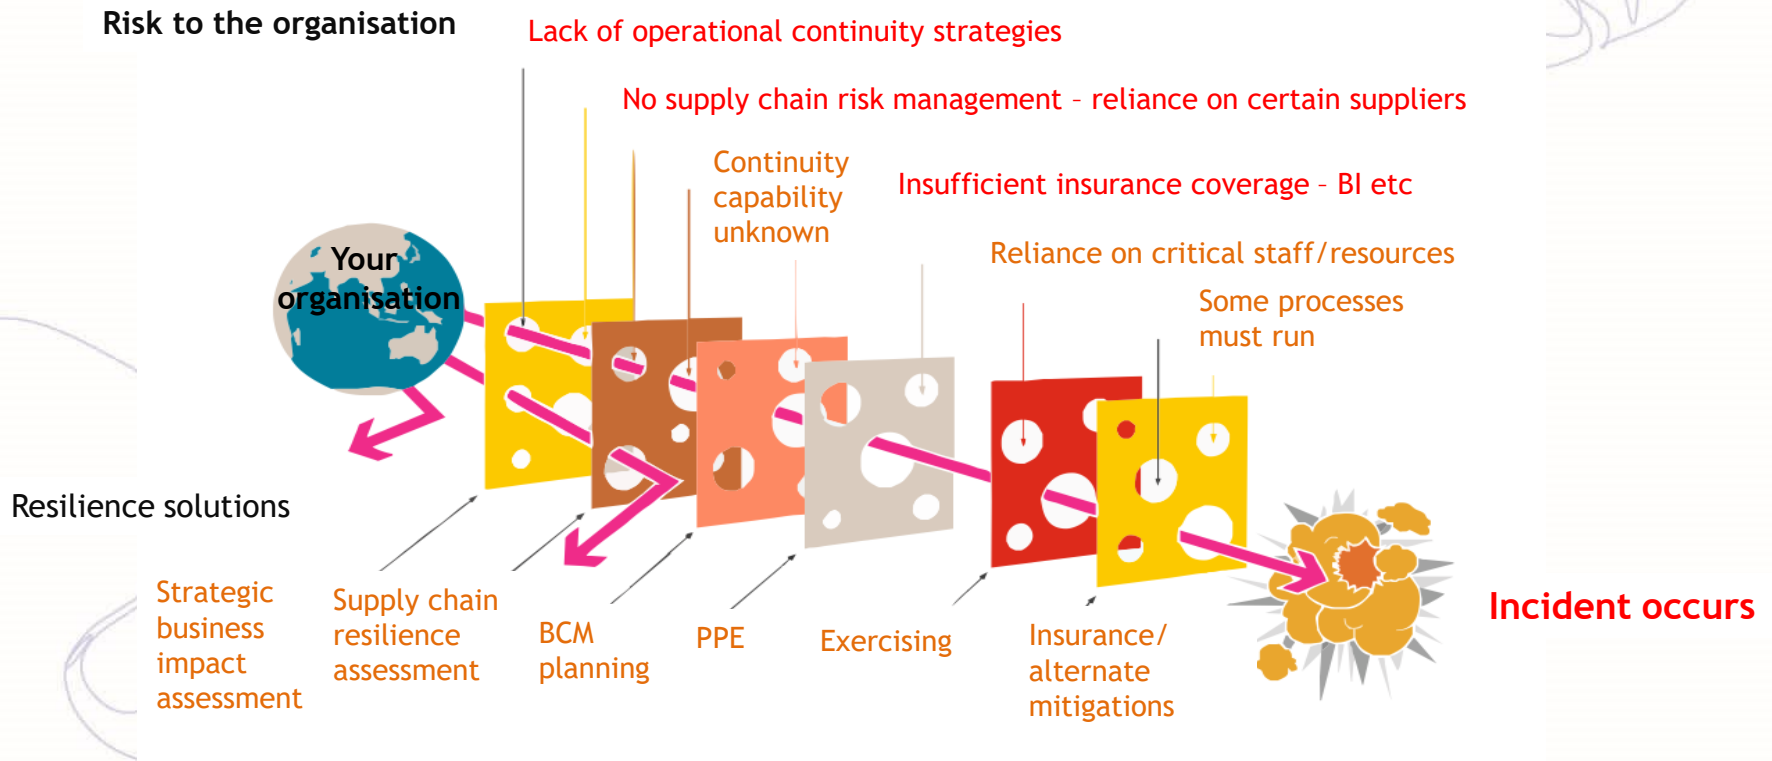 Risk to the organisation
Lack of operational continuity strategies
No supply chain risk management – reliance on certain suppliers
Continuity
capability
unknown
Insufficient insurance coverage – BI etc
Reliance on critical staff/resources
Some processes
must run
Your
organisation
Resilience solutions
Strategic
business
impact
assessment
Supply chain
resilience
assessment
BCM
planning
PPE
Exercising
Insurance/
alternate
mitigations
Incident occurs